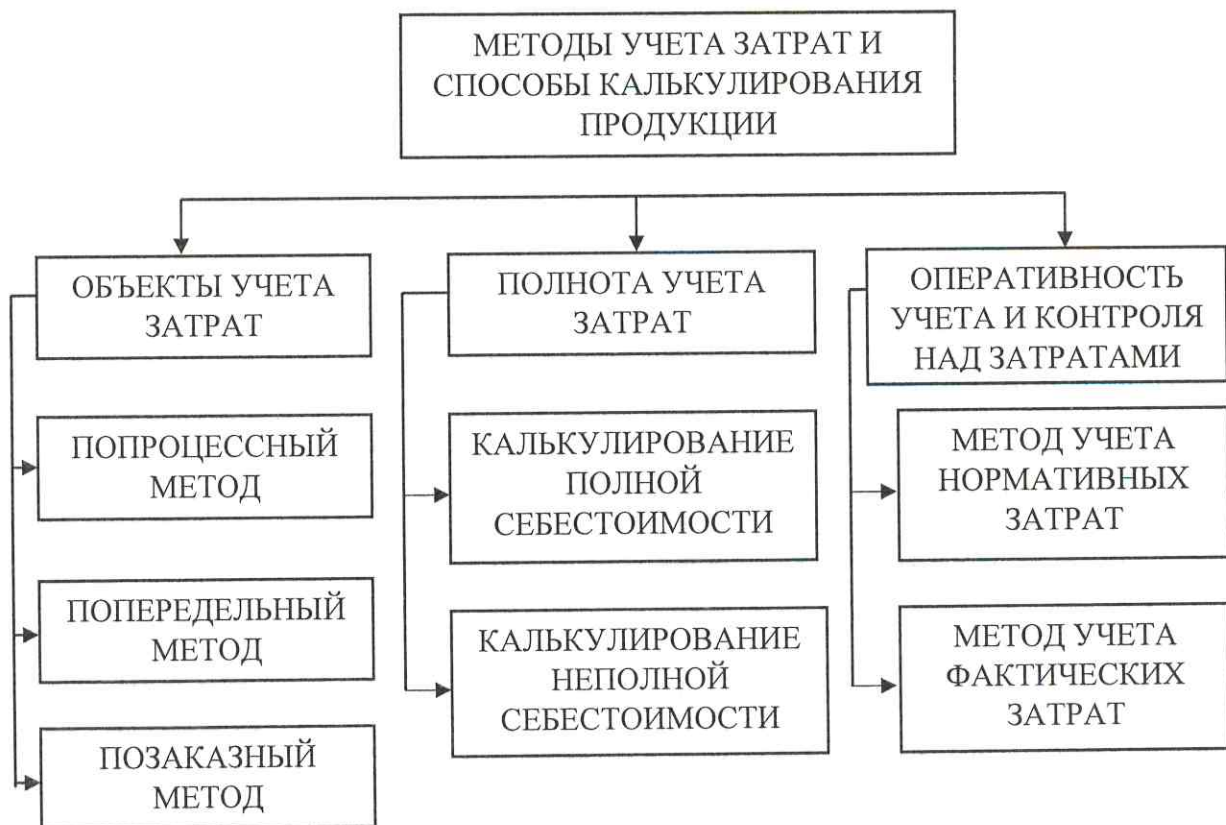 МЕТОДЫ УЧЕТА ЗАТРАТ И
СПОСОБЫ КАЛЬКУЛИРОВАНИЯ
ПРОДУКЦИИ
ОБЪЕКТЫ УЧЕТА
ЗАТРАТ
ПОПРОЦЕССНЫЙ
МЕТОД
ПОПЕРЕДЕЛЬНЫЙ
МЕТОД
ПОЗАКАЗНЫЙ
МЕТОД
ПОЛНОТА УЧЕТА
ЗАТРАТ
КАЛЬКУЛИРОВАНИЕ
ПОЛНОЙ
СЕБЕСТОИМОСТИ
КАЛЬКУЛИРОВАНИЕ
НЕПОЛНОЙ
СЕБЕСТОИМОСТИ
ОПЕРАТИВНОСТЬ
УЧЕТА И КОНТРОЛЯ
НАД ЗАТРАТАМИ
МЕТОД УЧЕТА
НОРМАТИВНЫХ
ЗАТРАТ
МЕТОД УЧЕТА
ФАКТИЧЕСКИХ
ЗАТРАТ